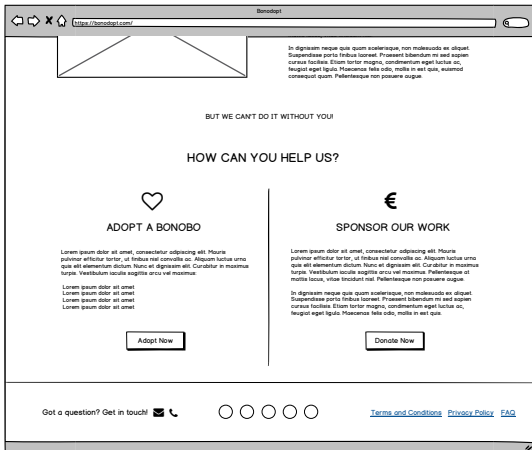 Bonodopt
https://bonodopt.com/
In dignissim neque quis quam scelerisque, non malesuada ex aliquet.
Suspendisse porta finibus laoreet. Praesent bibendum mi sed sapien
cursus facilisis. Etiam tortor magna, condimentum eget luctus ac,
feugiat eget ligula. Maecenas felis odio, mollis in est quis, euismod
consequat quam. Pellentesque non posuere augue.
BUT WE CAN'T DO IT WITHOUT YOU!
HOW CAN YOU HELP US?
ADOPT A BONOBO
Lorem ipsum dolor sit amet, consectetur adipiscing elit. Mauris
pulvinar efficitur tortor, ut finibus nisl convallis ac. Aliquam luctus urna
quis elit elementum dictum. Nunc et dignissim elit. Curabitur in maximus
turpis. Vestibulum iaculis sagittis arcu vel maximus:
Lorem ipsum dolor sit amet
Lorem ipsum dolor sit amet
Lorem ipsum dolor sit amet
Lorem ipsum dolor sit amet
Adopt Now
€
SPONSOR OUR WORK
Lorem ipsum dolor sit amet, consectetur adipiscing elit. Mauris
pulvinar efficitur tortor, ut finibus nisl convallis ac. Aliquam luctus urna
quis elit elementum dictum. Nunc et dignissim elit. Curabitur in maximus
turpis. Vestibulum iaculis sagittis arcu vel maximus. Pellentesque at
mattis lacus, vitae tincidunt nisl. Pellentesque non posuere augue.
In dignissim neque quis quam scelerisque, non malesuada ex aliquet.
Suspendisse porta finibus laoreet. Praesent bibendum mi sed sapien
cursus facilisis. Etiam tortor magna, condimentum eget luctus ac,
feugiat eget ligula. Maecenas felis odio, mollis in est quis.
Donate Now
Got a question? Get in touch!
Terms and Conditions Privacy Policy FAQ